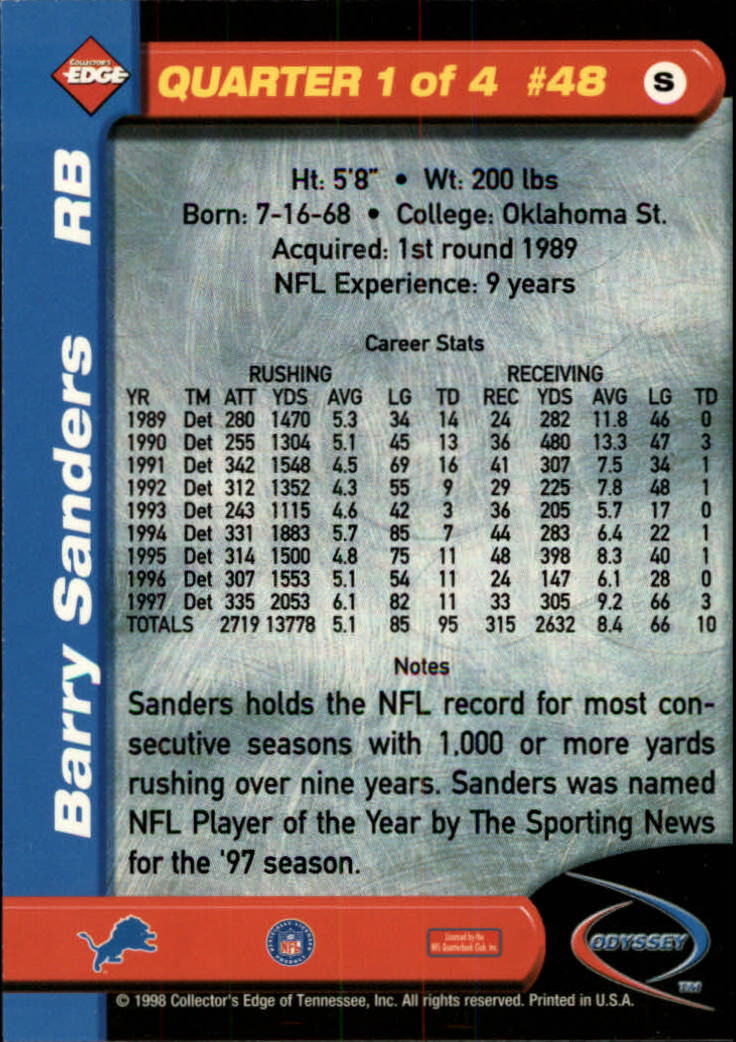 COLLECTOR'S
EDGE
QUARTER 1 of 4 #48 S
Barry Sanders RB
Ht: 5'8" • Wt: 200 lbs
Born: 7-16-68 • College: Oklahoma St.
Acquired: 1st round 1989
NFL Experience: 9 years
Career Stats
RUSHING RECEIVING
YR TM ATT YDS AVG LG TD REC YDS AVG LG TD
1989 Det 280 1470 5.3 34 14 24 282 11.8 46 0
1990 Det 255 1304 5.1 45 13 36 480 13.3 47 3
1991 Det 342 1548 4.5 69 16 41 307 7.5 34 1
1992 Det 312 1352 4.3 55 9 29 225 7.8 48 1
1993 Det 243 1115 4.6 42 3 36 205 5.7 17 0
1994 Det 331 1883 5.7 85 7 44 283 6.4 22 1
1995 Det 314 1500 4.8 75 11 48 398 8.3 40 1
1996 Det 307 1553 5.1 54 11 24 147 6.1 28 0
1997 Det 335 2053 6.1 82 11 33 305 9.2 66 3
TOTALS 2719 13778 5.1 85 95 315 2632 8.4 66 10
Notes
Sanders holds the NFL record for most con-
secutive seasons with 1,000 or more yards
rushing over nine years. Sanders was named
NFL Player of the Year by The Sporting News
for the '97 season.
NFL
Licensed by the
NFL Quarterback Club, Inc.
ODYSSEY
TM
© 1998 Collector's Edge of Tennessee, Inc. All rights reserved. Printed in U.S.A.